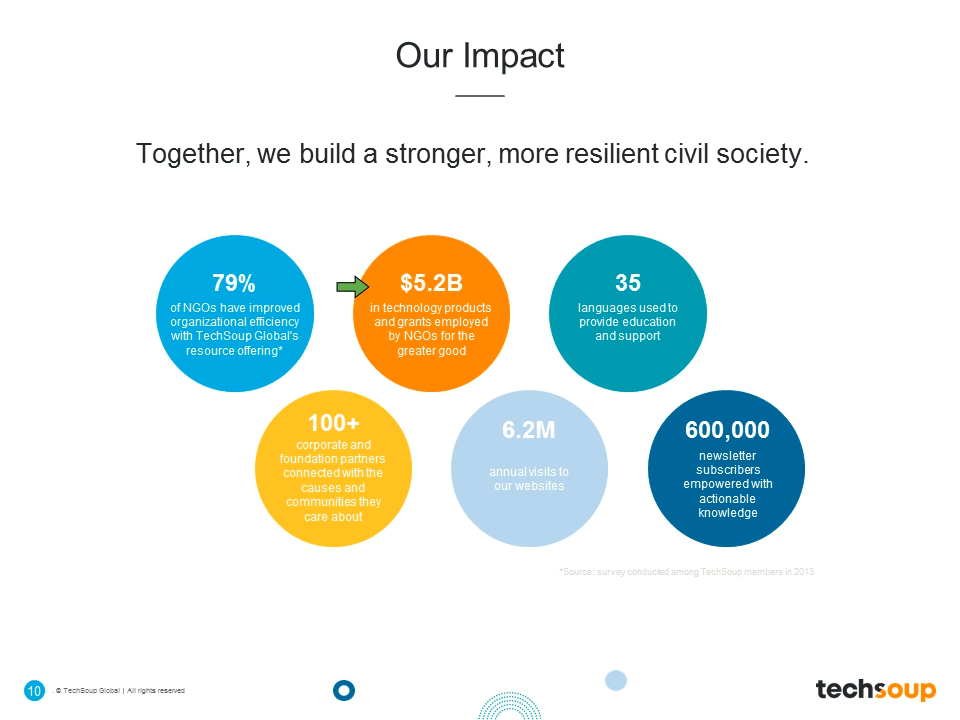 Our Impact
Together, we build a stronger, more resilient civil society.
79%
of NGOs have improved
organizational efficiency
with TechSoup Global's
resource offering*
$5.2B
in technology products
and grants employed
by NGOs for the
greater good
35
languages used to
provide education
and support
100+
corporate and
foundation partners
connected with the
causes and
communities they
care about
6.2M
annual visits to
our websites
600,000
newsletter
subscribers
empowered with
actionable
knowledge
*Source: survey conducted among TechSoup members in 2013
10 . © TechSoup Global | All rights reserved
techsoup